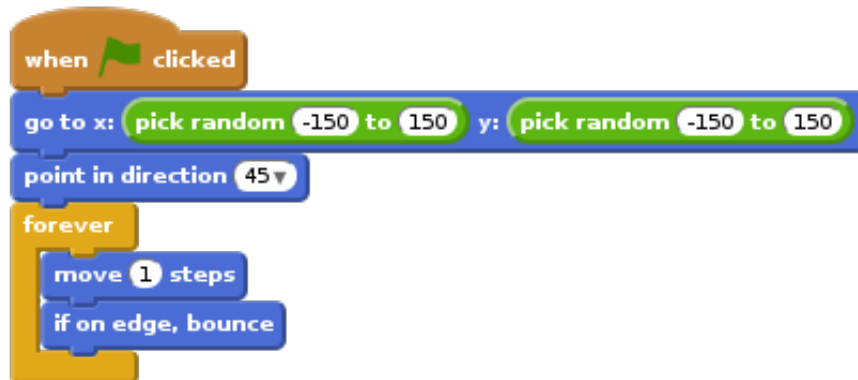 when clicked
go to x: pick random -150 to 150 y: pick random -150 to 150
point in direction 45
forever
move 1 steps
if on edge, bounce